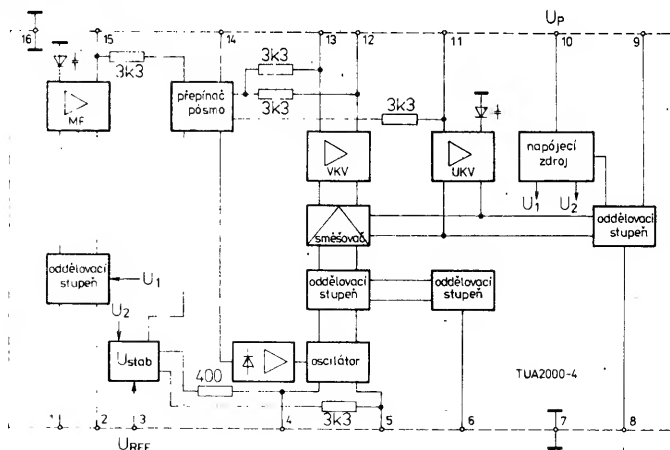 U_P
16
15
14
13
12
11
10
9
3k3
3k3
3k3
3k3
MF
přepínač
pósmo
VKV
UKV
napójecí
zdroj
U_1
U_2
směšovač
oddělovací
stupeň
oddělovací
stupeň
U_1
oddělovací
stupeň
oddělovací
stupeň
U_2
U_stab
oscilátor
400
3k3
TUA2000-4
1
2
3
4
5
6
7
8
U_REF